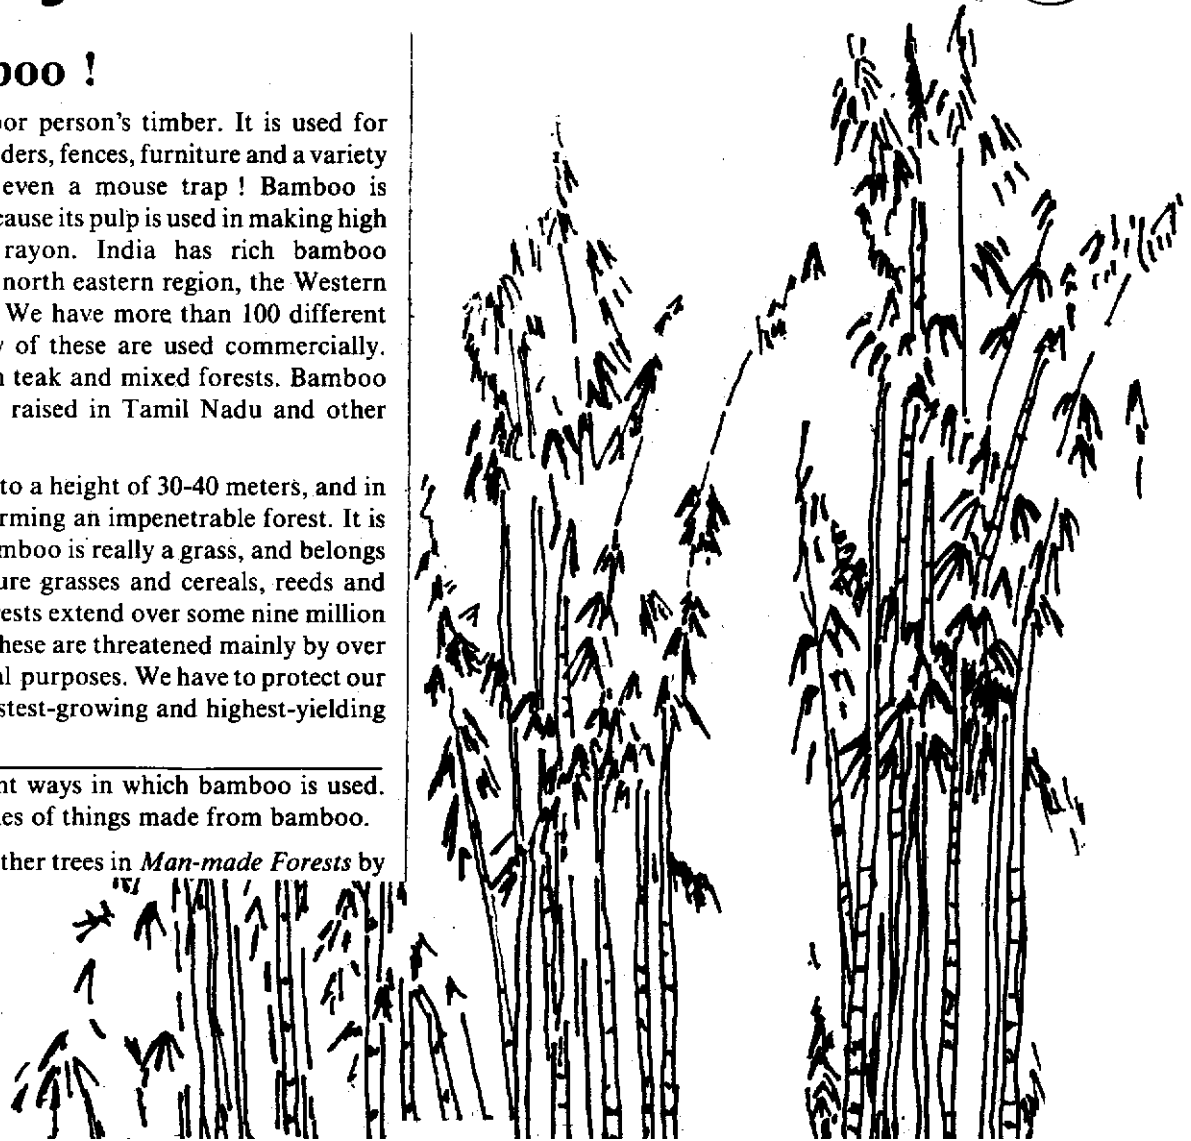 boo !
or person's timber. It is used for
ders, fences, furniture and a variety
even a mouse trap ! Bamboo is
cause its pulp is used in making high
rayon. India has rich bamboo
north eastern region, the Western
We have more than 100 different
of these are used commercially.
teak and mixed forests. Bamboo
raised in Tamil Nadu and other
to a height of 30-40 meters, and in
rming an impenetrable forest. It is
mboo is really a grass, and belongs
ure grasses and cereals, reeds and
ests extend over some nine million
hese are threatened mainly by over
l purposes. We have to protect our
stest-growing and highest-yielding
nt ways in which bamboo is used.
es of things made from bamboo.
ther trees in Man-made Forests by